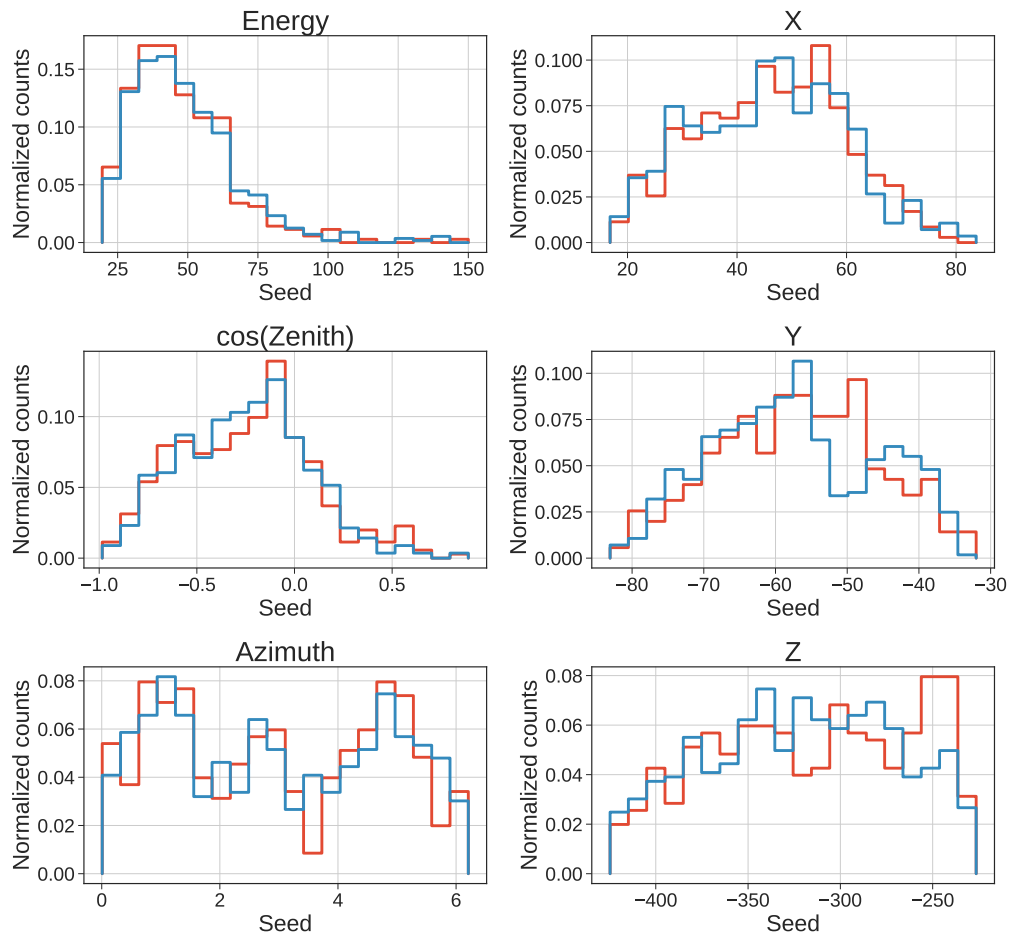 Energy
Normalized counts
0.15
0.10
0.05
0.00
25 50 75 100 125 150
Seed
X
Normalized counts
0.100
0.075
0.050
0.025
0.000
20 40 60 80
Seed
cos(Zenith)
Normalized counts
0.10
0.05
0.00
−1.0 −0.5 0.0 0.5
Seed
Y
Normalized counts
0.100
0.075
0.050
0.025
0.000
−80 −70 −60 −50 −40 −30
Seed
Azimuth
Normalized counts
0.08
0.06
0.04
0.02
0.00
0 2 4 6
Seed
Z
Normalized counts
0.08
0.06
0.04
0.02
0.00
−400 −350 −300 −250
Seed